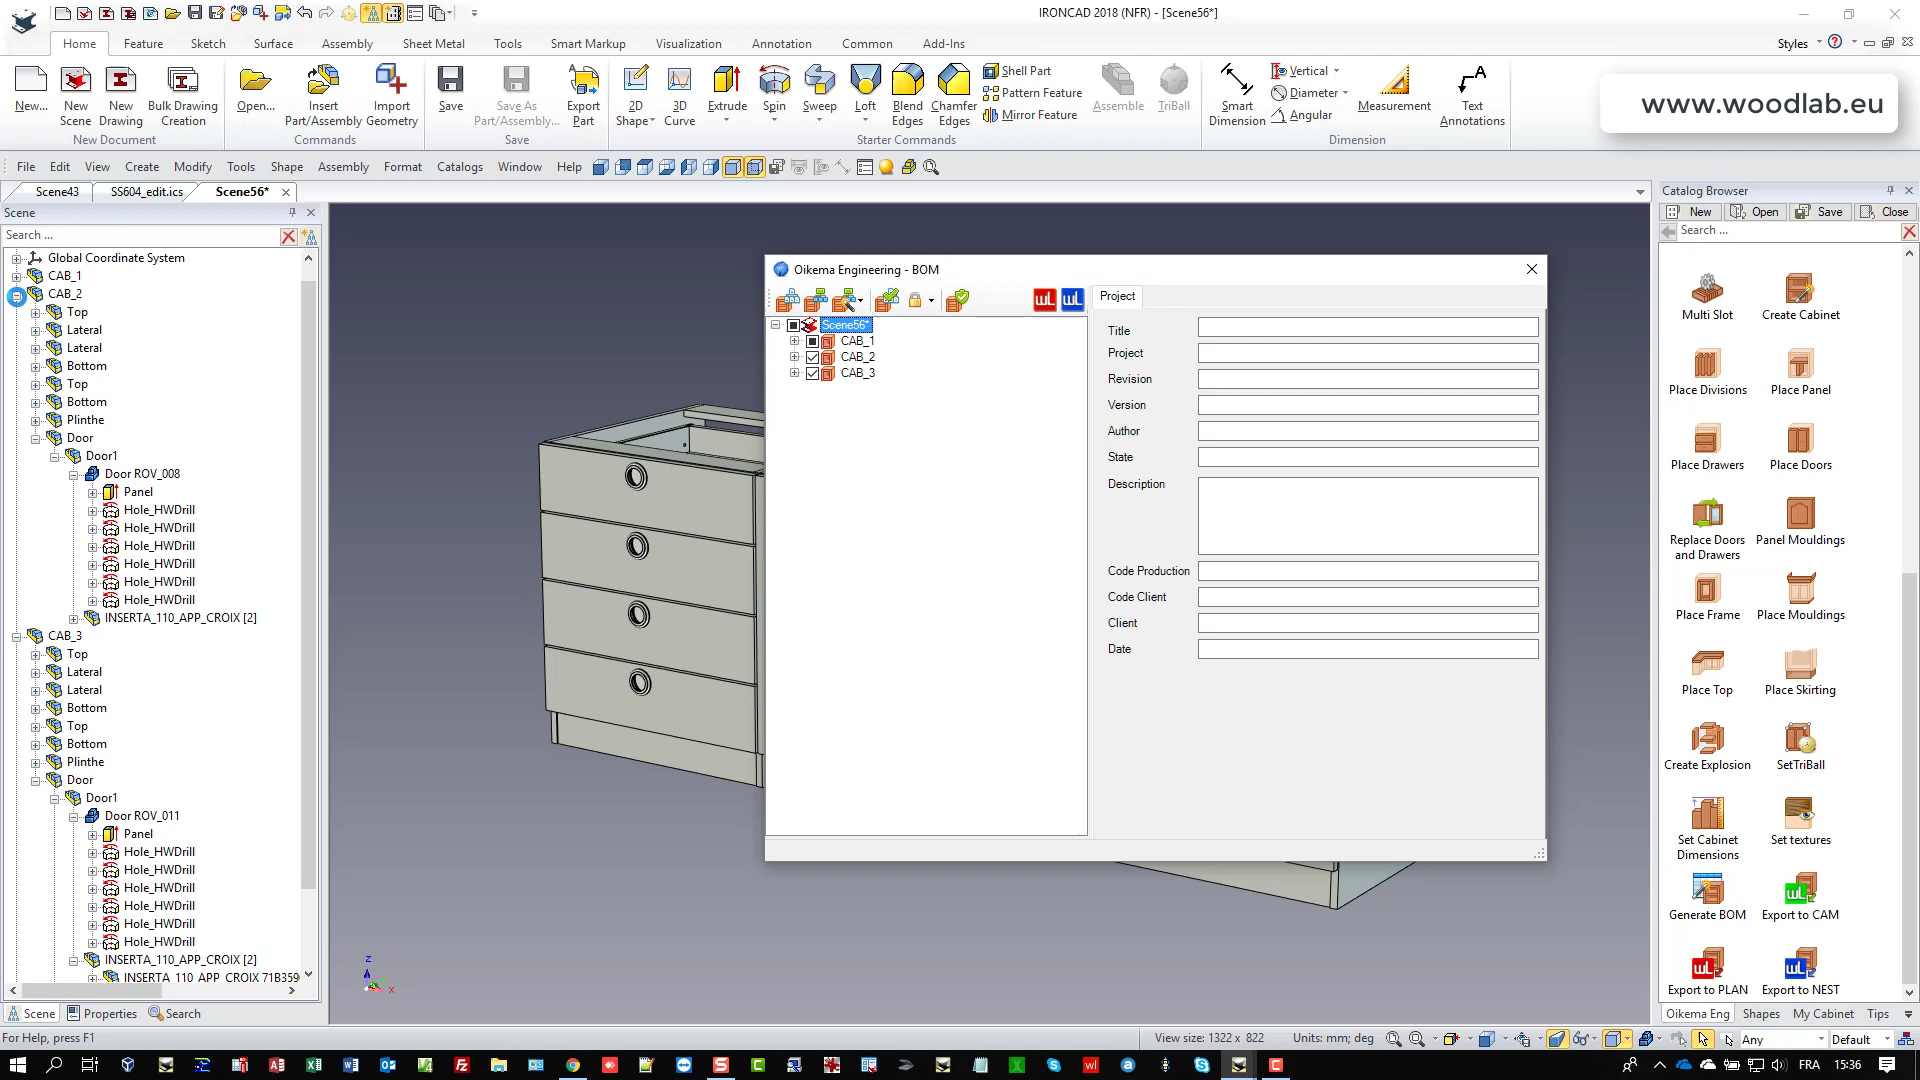 IRONCAD 2018 (NFR) - [Scene56*]
Home Feature Sketch Surface Assembly Sheet Metal Tools Smart Markup Visualization Annotation Common Add-Ins Styles
New... New Scene New Drawing Bulk Drawing Creation
New Document
Open... Insert Part/Assembly Import Geometry
Commands
Save Save As Part/Assembly... Export Part
Save
2D Shape 3D Curve Extrude Spin Sweep Loft Blend Edges Chamfer Edges
Shell Part
Pattern Feature
Mirror Feature
Assemble TriBall
Starter Commands
Smart Dimension
Vertical
Diameter
Angular
Measurement Text Annotations
Dimension
www.woodlab.eu
File Edit View Create Modify Tools Shape Assembly Format Catalogs Window Help
Scene43 SS604_edit.ics Scene56*
Scene
Search ...
Global Coordinate System
CAB_1
CAB_2
Top
Lateral
Lateral
Bottom
Top
Bottom
Plinthe
Door
Door1
Door ROV_008
Panel
Hole_HWDrill
Hole_HWDrill
Hole_HWDrill
Hole_HWDrill
Hole_HWDrill
Hole_HWDrill
INSERTA_110_APP_CROIX [2]
CAB_3
Top
Lateral
Lateral
Bottom
Top
Bottom
Plinthe
Door
Door1
Door ROV_011
Panel
Hole_HWDrill
Hole_HWDrill
Hole_HWDrill
Hole_HWDrill
Hole_HWDrill
Hole_HWDrill
INSERTA_110_APP_CROIX [2]
INSERTA_110_APP_CROIX 71B359
Scene Properties Search
Z
X
Oikema Engineering - BOM
wL wL
Scene56*
CAB_1
CAB_2
CAB_3
Project
Title
Project
Revision
Version
Author
State
Description
Code Production
Code Client
Client
Date
Catalog Browser
New Open Save Close
Search ...
Multi Slot Create Cabinet
Place Divisions Place Panel
Place Drawers Place Doors
Replace Doors and Drawers Panel Mouldings
Place Frame Place Mouldings
Place Top Place Skirting
Create Explosion SetTriBall
Set Cabinet Dimensions Set textures
Generate BOM Export to CAM
Export to PLAN Export to NEST
Oikema Eng Shapes My Cabinet Tips
For Help, press F1
View size: 1322 x 822 Units: mm; deg Any Default
FRA 15:36